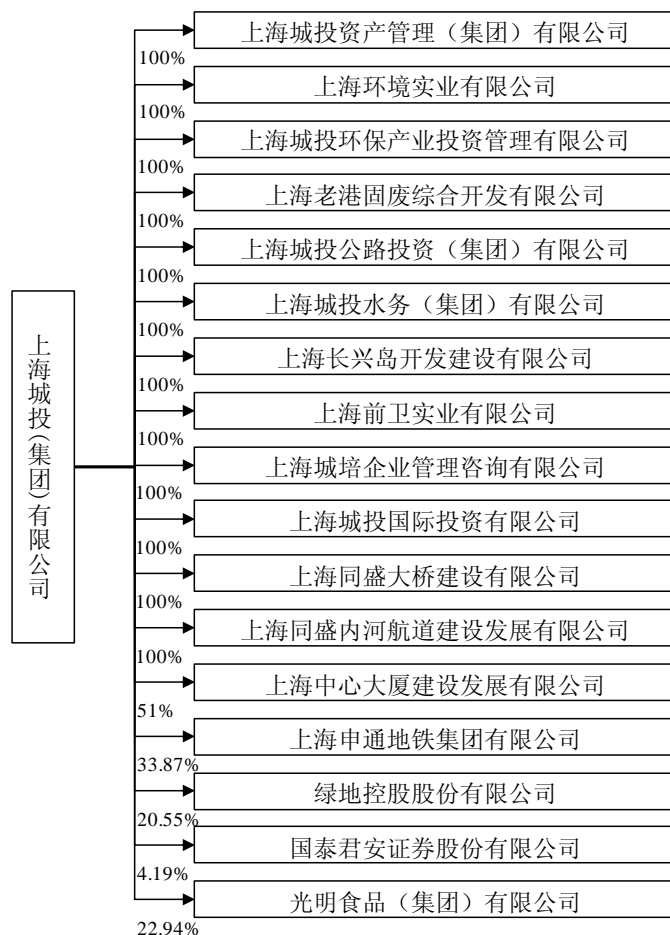 上海城投资产管理（集团）有限公司
100%
上海环境实业有限公司
100%
上海城投环保产业投资管理有限公司
100%
上海老港固废综合开发有限公司
100%
上海城投公路投资（集团）有限公司
100%
上海城投水务（集团）有限公司
100%
上海长兴岛开发建设有限公司
100%
上海前卫实业有限公司
100%
上海城培企业管理咨询有限公司
100%
上海城投国际投资有限公司
100%
上海同盛大桥建设有限公司
100%
上海同盛内河航道建设发展有限公司
100%
上海中心大厦建设发展有限公司
51%
上海申通地铁集团有限公司
33.87%
绿地控股股份有限公司
20.55%
国泰君安证券股份有限公司
4.19%
光明食品（集团）有限公司
22.94%
上海城投(集团)有限公司